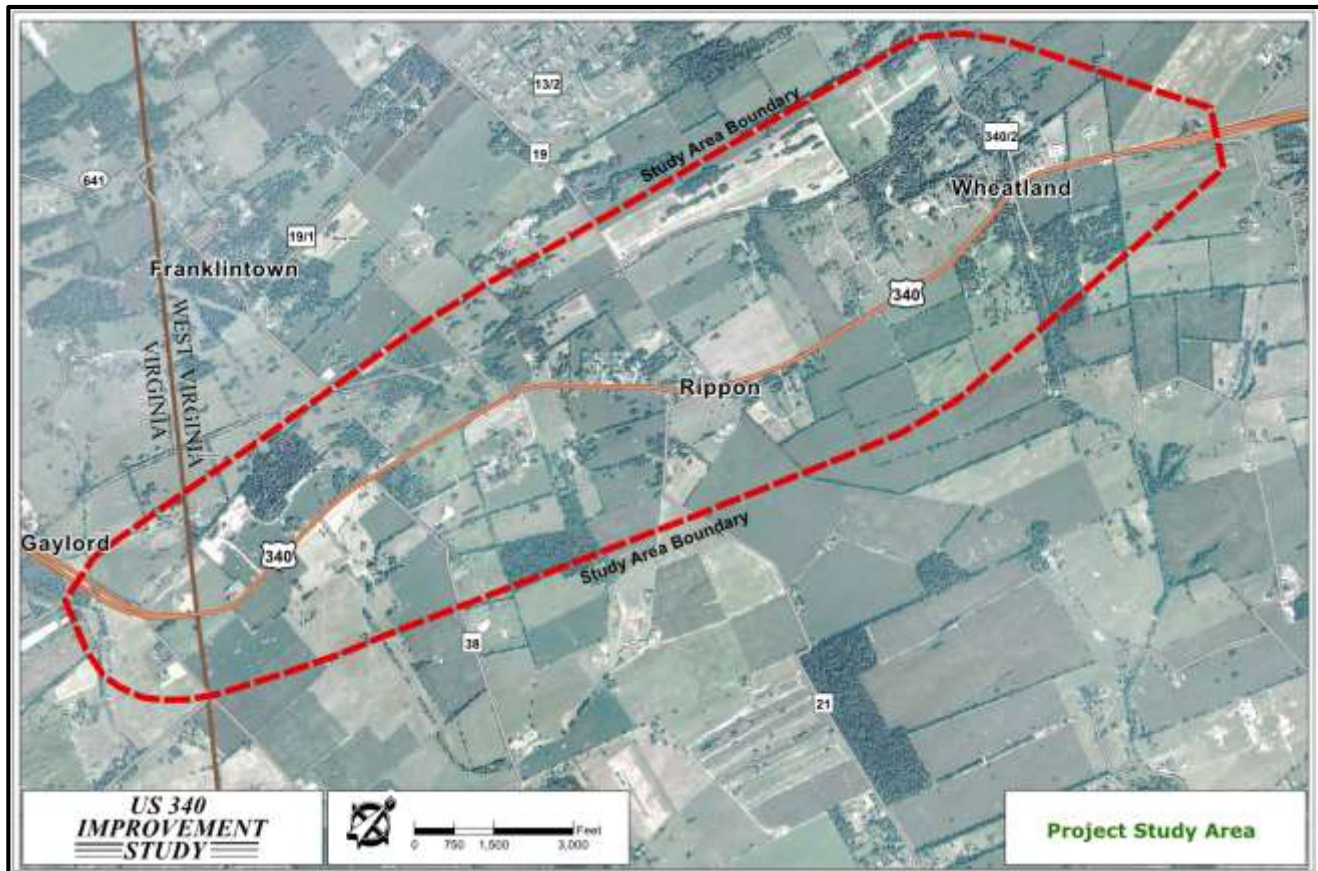 13/2
19
Study Area Boundary
340/2
641
Wheatland
19/1
Franklintown
340
WEST VIRGINIA
VIRGINIA
Rippon
Gaylord
340
Study Area Boundary
38
21
US 340
IMPROVEMENT
STUDY
Feet
0 750 1,500 3,000
Project Study Area